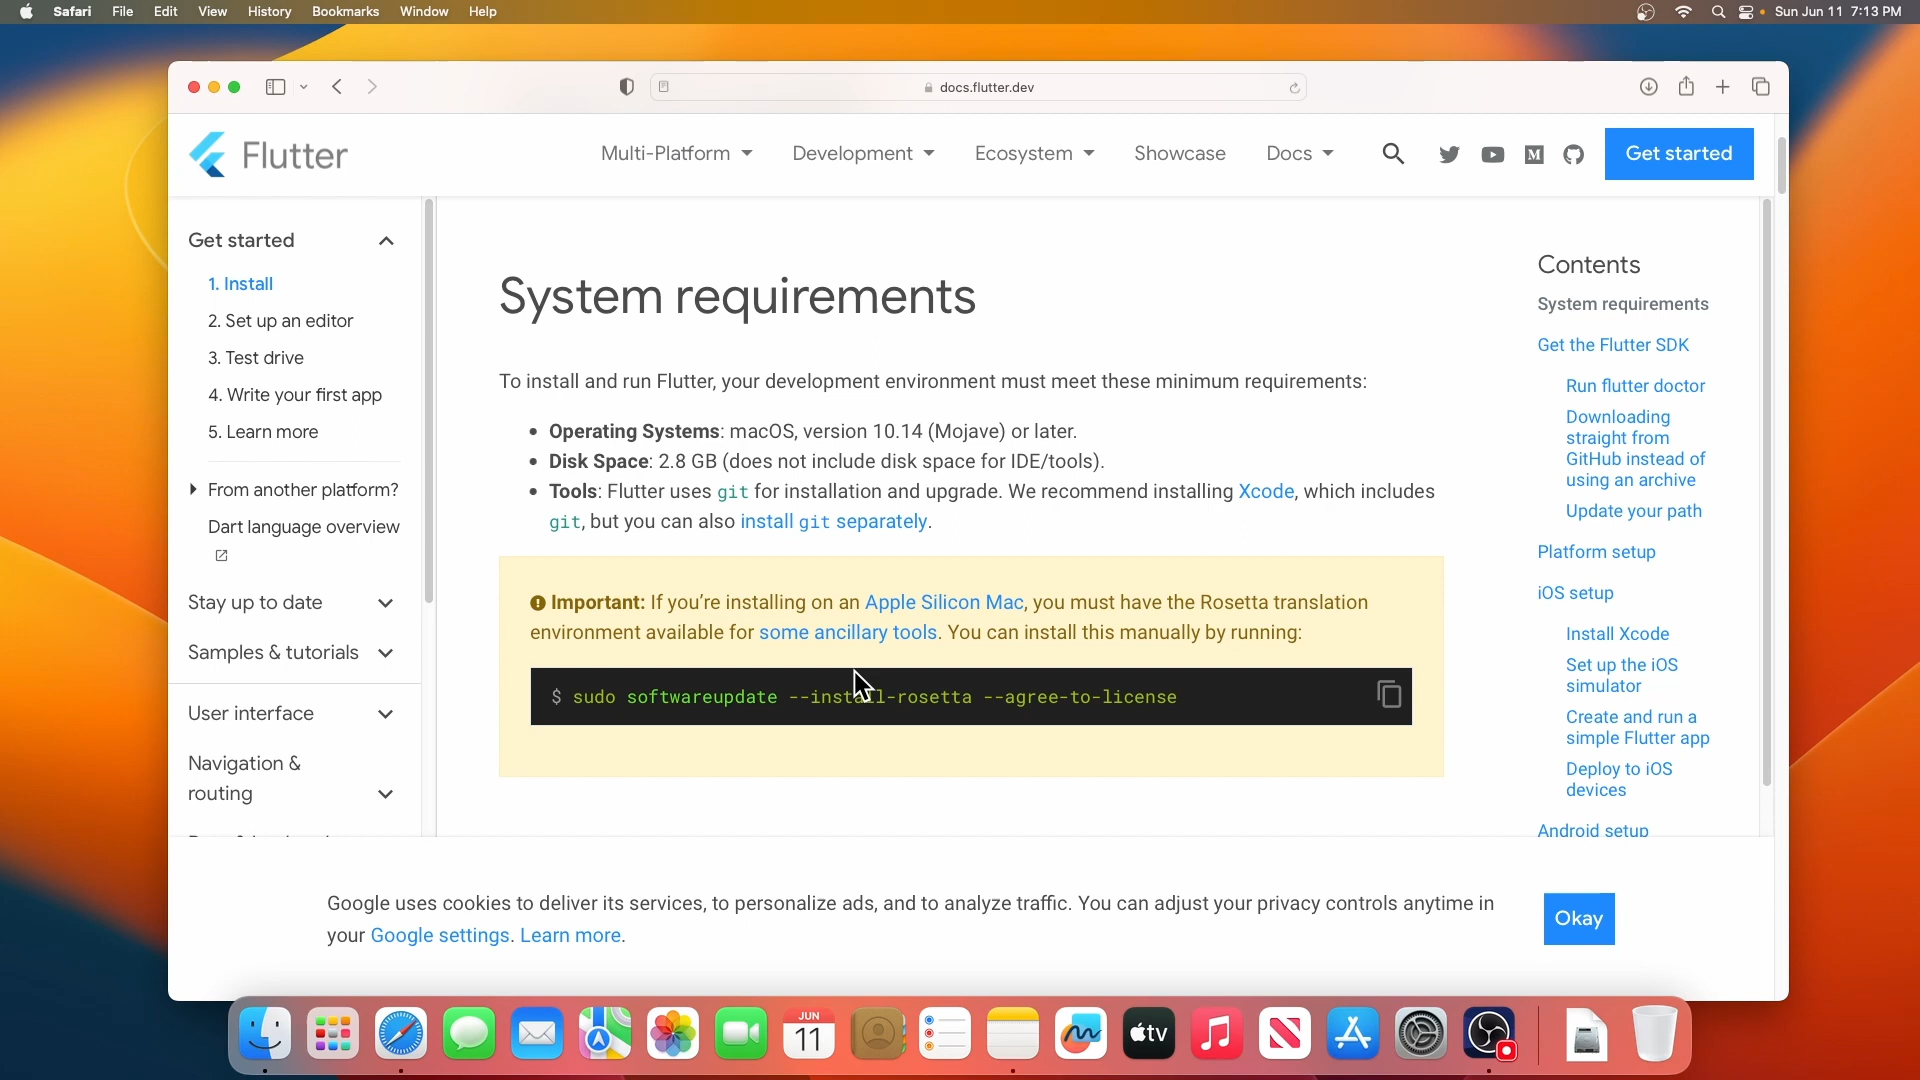 Safari File Edit View History Bookmarks Window Help
Sun Jun 11 7:13 PM
docs.flutter.dev
Flutter
Multi-Platform Development Ecosystem Showcase Docs
Get started
Get started
1. Install
2. Set up an editor
3. Test drive
4. Write your first app
5. Learn more
From another platform?
Dart language overview
Stay up to date
Samples & tutorials
User interface
Navigation &
routing
System requirements
To install and run Flutter, your development environment must meet these minimum requirements:
• Operating Systems: macOS, version 10.14 (Mojave) or later.
• Disk Space: 2.8 GB (does not include disk space for IDE/tools).
• Tools: Flutter uses git for installation and upgrade. We recommend installing Xcode, which includes
git, but you can also install git separately.
Important: If you’re installing on an Apple Silicon Mac, you must have the Rosetta translation
environment available for some ancillary tools. You can install this manually by running:
$ sudo softwareupdate --install-rosetta --agree-to-license
Contents
System requirements
Get the Flutter SDK
Run flutter doctor
Downloading
straight from
GitHub instead of
using an archive
Update your path
Platform setup
iOS setup
Install Xcode
Set up the iOS
simulator
Create and run a
simple Flutter app
Deploy to iOS
devices
Android setup
Google uses cookies to deliver its services, to personalize ads, and to analyze traffic. You can adjust your privacy controls anytime in
your Google settings. Learn more.
Okay
JUN
11
tv